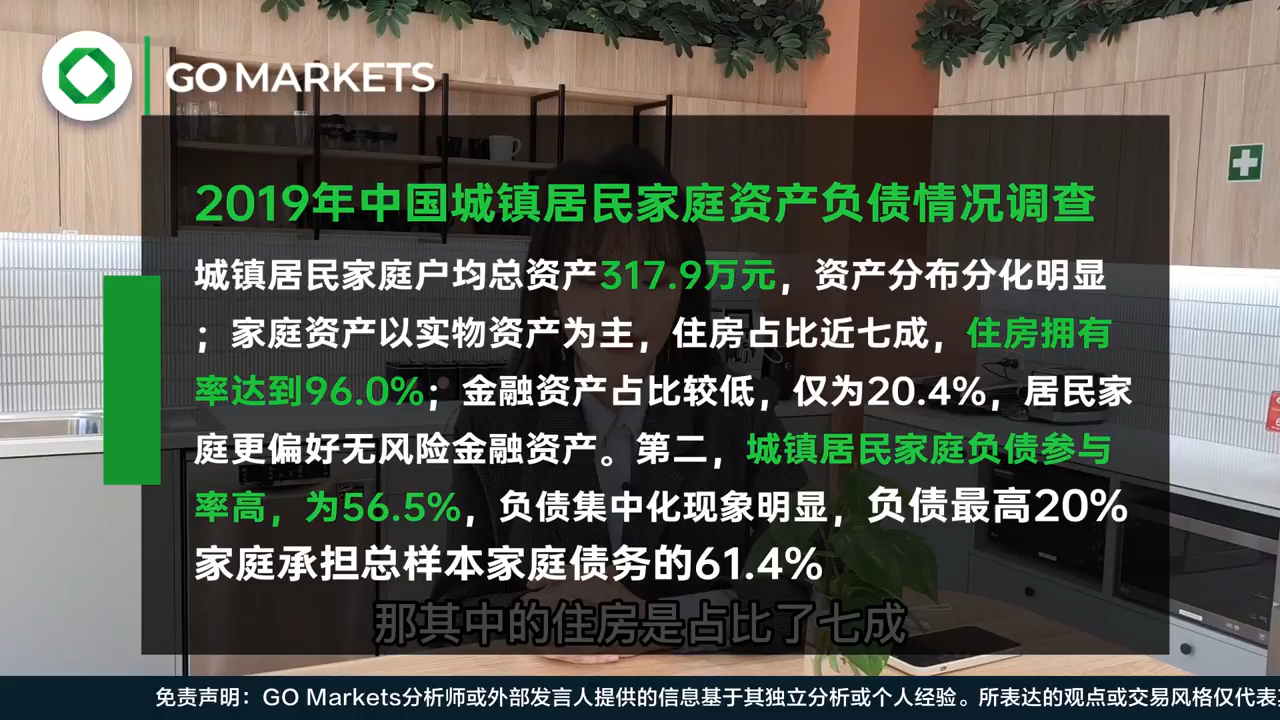 GO MARKETS
2019年中国城镇居民家庭资产负债情况调查
城镇居民家庭户均总资产317.9万元，资产分布分化明显
；家庭资产以实物资产为主，住房占比近七成，住房拥有
率达到96.0%；金融资产占比较低，仅为20.4%，居民家
庭更偏好无风险金融资产。第二，城镇居民家庭负债参与
率高，为56.5%，负债集中化现象明显，负债最高20%
家庭承担总样本家庭债务的61.4%
那其中的住房是占比了七成
免责声明：GO Markets分析师或外部发言人提供的信息基于其独立分析或个人经验。所表达的观点或交易风格仅代表